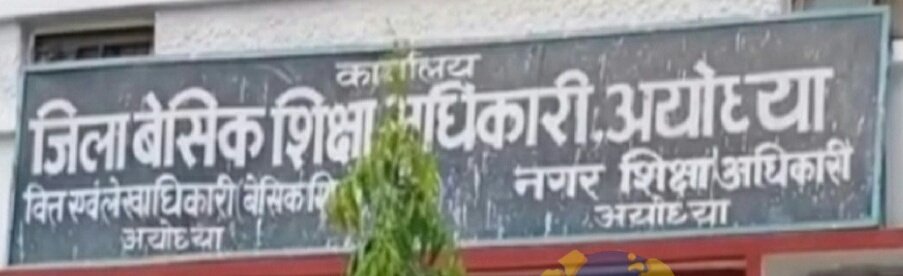 कार्यालय
जिला बेसिक शिक्षा अधिकारी, अयोध्या
वित्त एवं लेखाधिकारी बेसिक
अयोध्या
नगर शिक्षा अधिकारी
अयोध्या